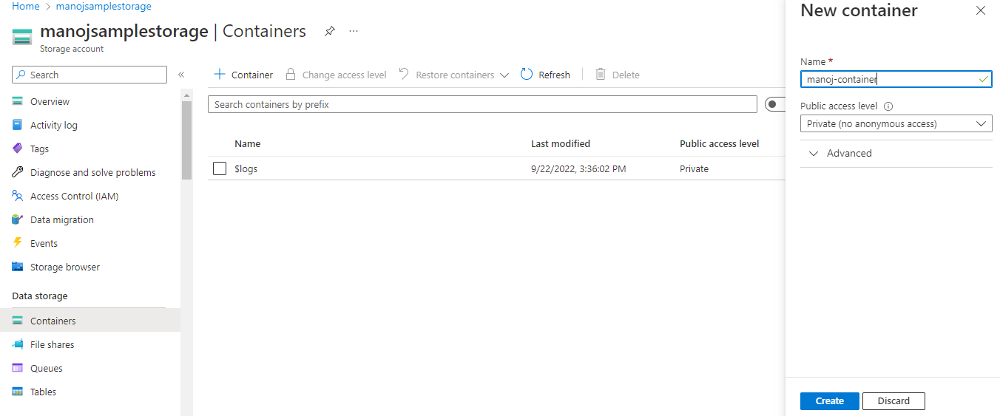 Home > manojsamplestorage
manojsamplestorage | Containers
Storage account
Search
Overview
Activity log
Tags
Diagnose and solve problems
Access Control (IAM)
Data migration
Events
Storage browser
Data storage
Containers
File shares
Queues
Tables
Container Change access level Restore containers Refresh Delete
Search containers by prefix
Name Last modified Public access level
$logs 9/22/2022, 3:36:02 PM Private
New container
Name *
manoj-container
Public access level
Private (no anonymous access)
Advanced
Create Discard